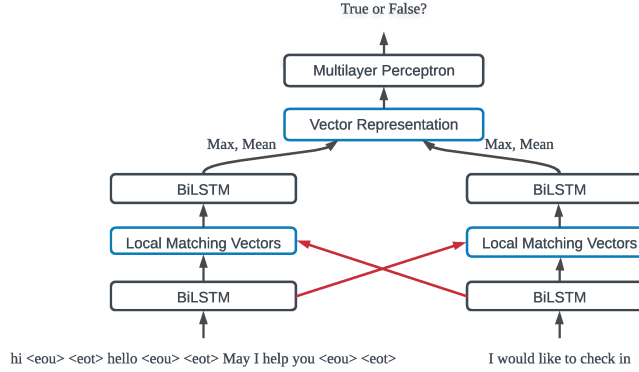 True or False?
Multilayer Perceptron
Vector Representation
Max, Mean Max, Mean
BiLSTM BiLSTM
Local Matching Vectors Local Matching Vectors
BiLSTM BiLSTM
hi <eou> <eot> hello <eou> <eot> May I help you <eou> <eot> I would like to check in